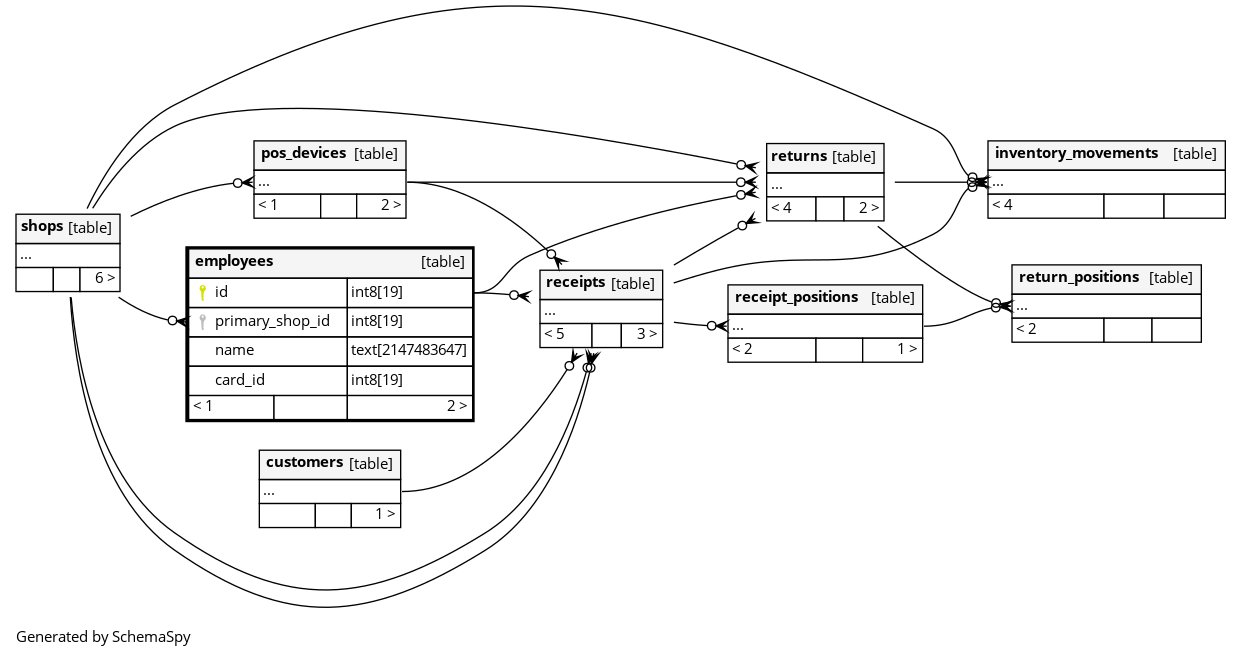 pos_devices [table]
...
< 1 2 >
returns [table]
...
< 4 2 >
inventory_movements [table]
...
< 4
shops [table]
...
6 >
employees [table]
id int8[19]
primary_shop_id int8[19]
name text[2147483647]
card_id int8[19]
< 1 2 >
receipts [table]
...
< 5 3 >
receipt_positions [table]
...
< 2 1 >
return_positions [table]
...
< 2
customers [table]
...
1 >
Generated by SchemaSpy